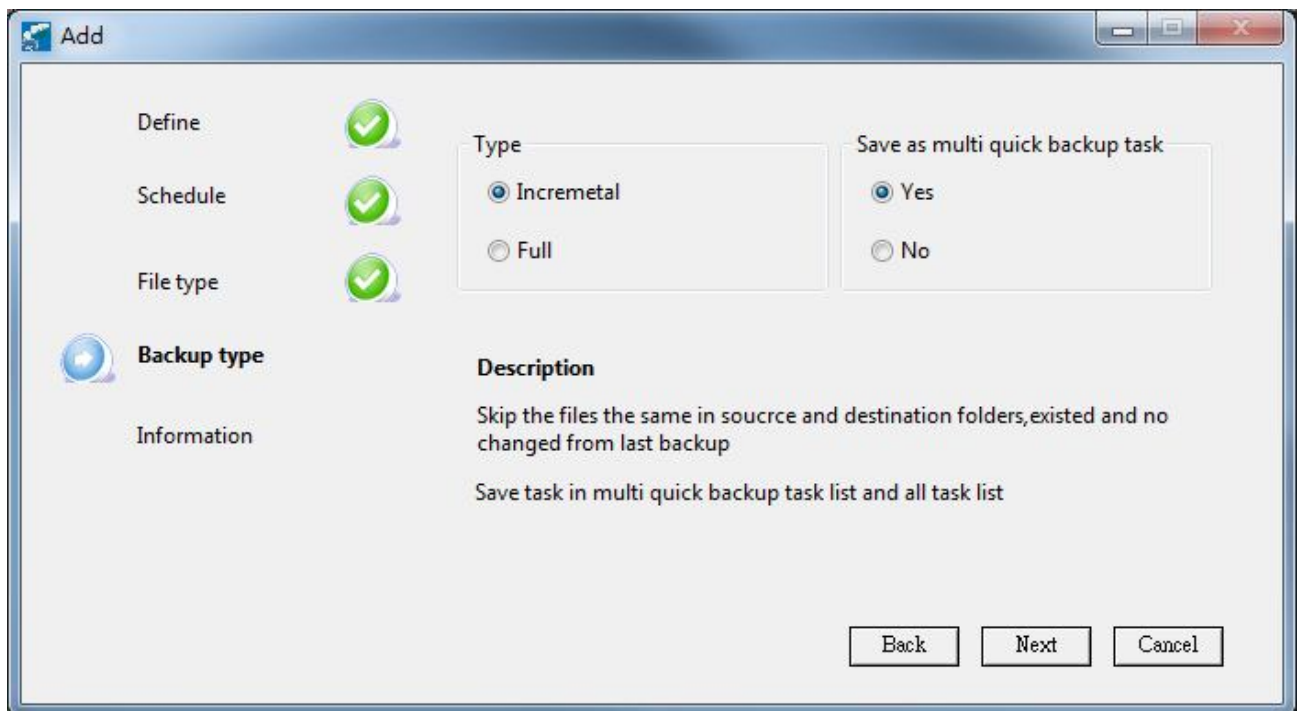 Add
Define
Schedule
File type
Backup type
Information
Type
Incremetal
Full
Save as multi quick backup task
Yes
No
Description
Skip the files the same in soucrce and destination folders,existed and no
changed from last backup
Save task in multi quick backup task list and all task list
Back
Next
Cancel